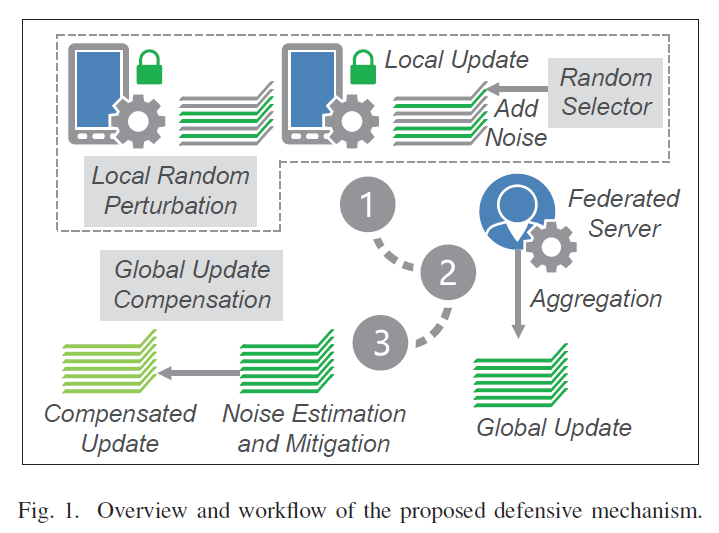 Local Update
Random
Selector
Add
Noise
Local Random
Perturbation
1
Federated
Server
2
Global Update
Compensation
Aggregation
3
Compensated
Update
Noise Estimation
and Mitigation
Global Update
Fig. 1. Overview and workflow of the proposed defensive mechanism.